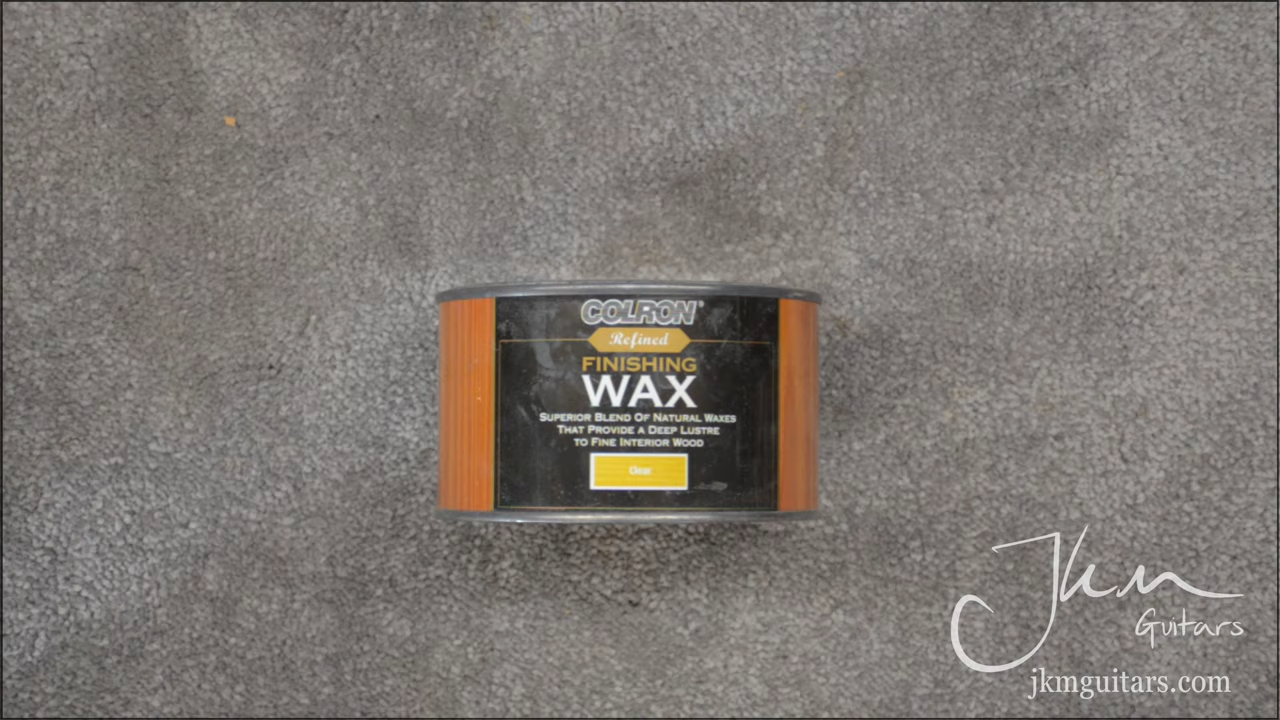 COLRON®
Refined
FINISHING
WAX
SUPERIOR BLEND OF NATURAL WAXES
THAT PROVIDE A DEEP LUSTRE
TO FINE INTERIOR WOOD
Clear
Jkm
Guitars
jkmguitars.com